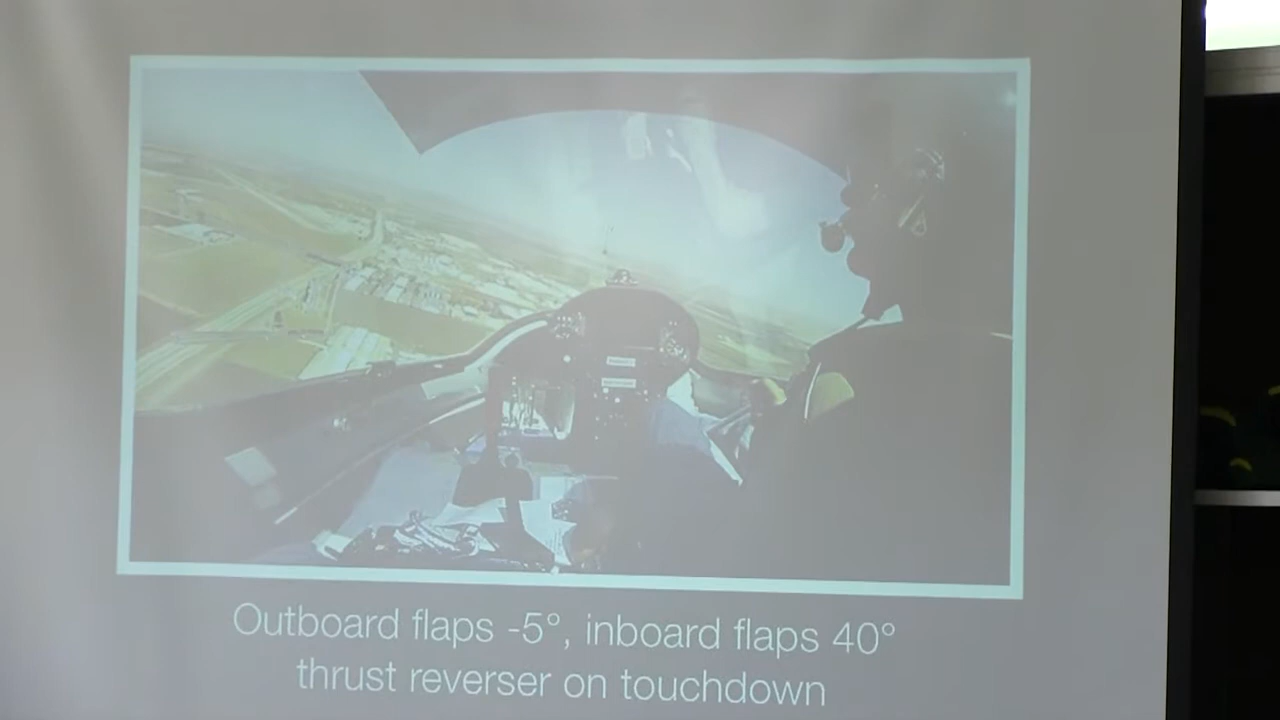 Outboard flaps -5°, inboard flaps 40°
thrust reverser on touchdown